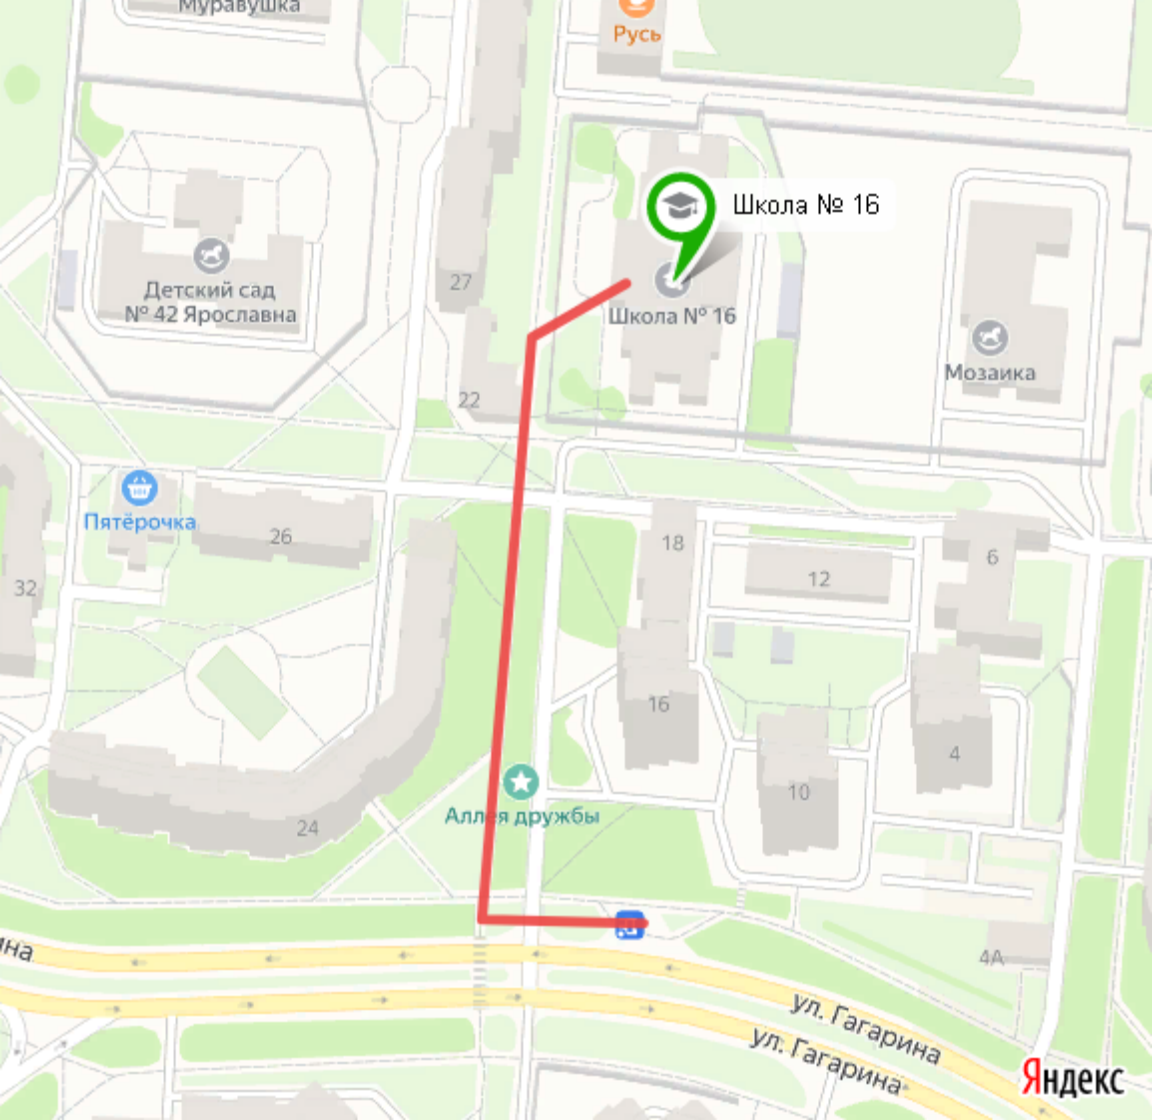 Муравушка
Русь
Школа № 16
Детский сад
№ 42 Ярославна
27
Школа № 16
Мозаика
22
Пятёрочка
26
18
12
6
32
16
4
10
24
Аллея дружбы
4А
ул. Гагарина
ул. Гагарина
Яндекс